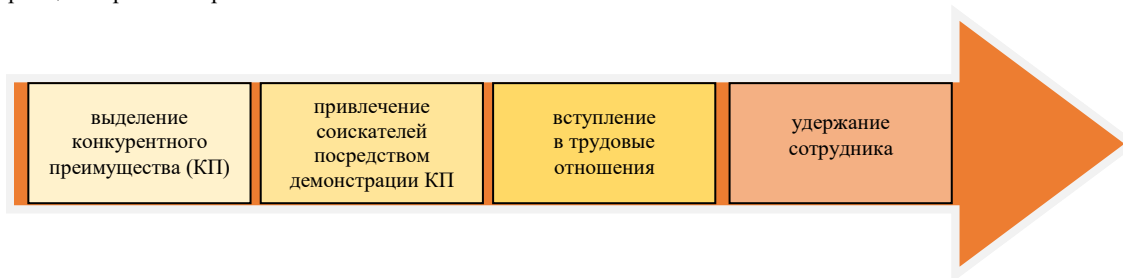 выделение
конкурентного
преимущества (КП)
привлечение
соискателей
посредством
демонстрации КП
вступление
в трудовые
отношения
удержание
сотрудника